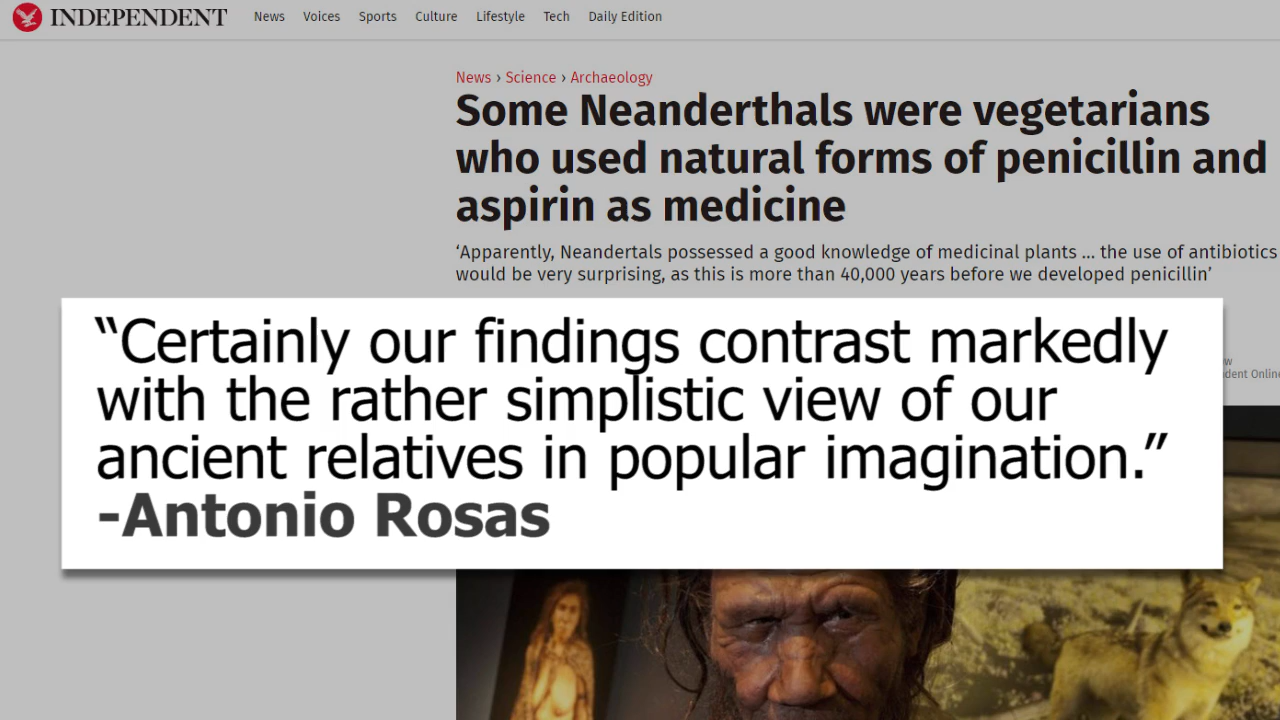 INDEPENDENT News Voices Sports Culture Lifestyle Tech Daily Edition
News › Science › Archaeology
Some Neanderthals were vegetarians
who used natural forms of penicillin and
aspirin as medicine
‘Apparently, Neandertals possessed a good knowledge of medicinal plants ... the use of antibiotics
would be very surprising, as this is more than 40,000 years before we developed penicillin’
“Certainly our findings contrast markedly
with the rather simplistic view of our
ancient relatives in popular imagination.”
-Antonio Rosas